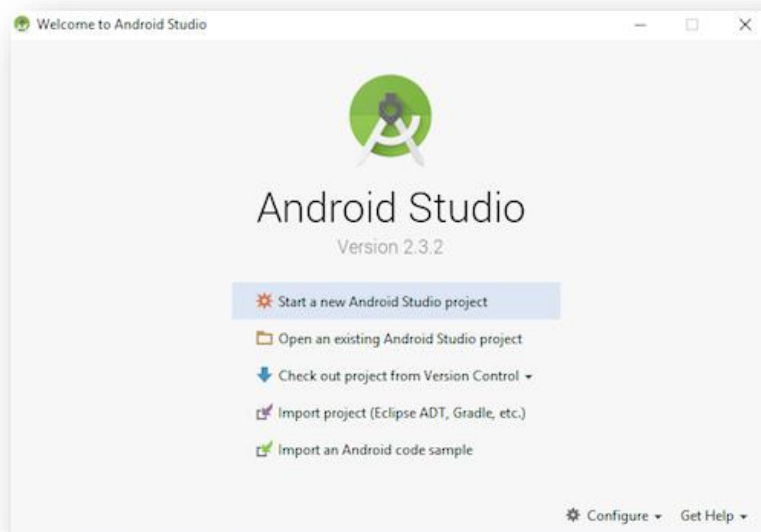 Welcome to Android Studio
Android Studio
Version 2.3.2
Start a new Android Studio project
Open an existing Android Studio project
Check out project from Version Control
Import project (Eclipse ADT, Gradle, etc.)
Import an Android code sample
Configure Get Help